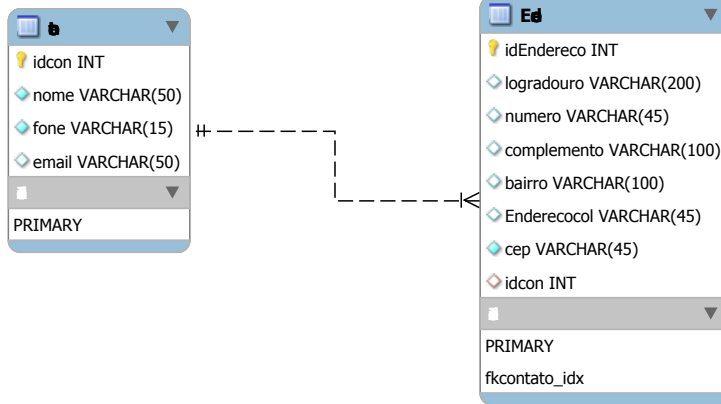 idcon INT
nome VARCHAR(50)
fone VARCHAR(15)
email VARCHAR(50)
PRIMARY
idEndereco INT
logradouro VARCHAR(200)
numero VARCHAR(45)
complemento VARCHAR(100)
bairro VARCHAR(100)
Enderecocol VARCHAR(45)
cep VARCHAR(45)
idcon INT
PRIMARY
fkcontato_idx